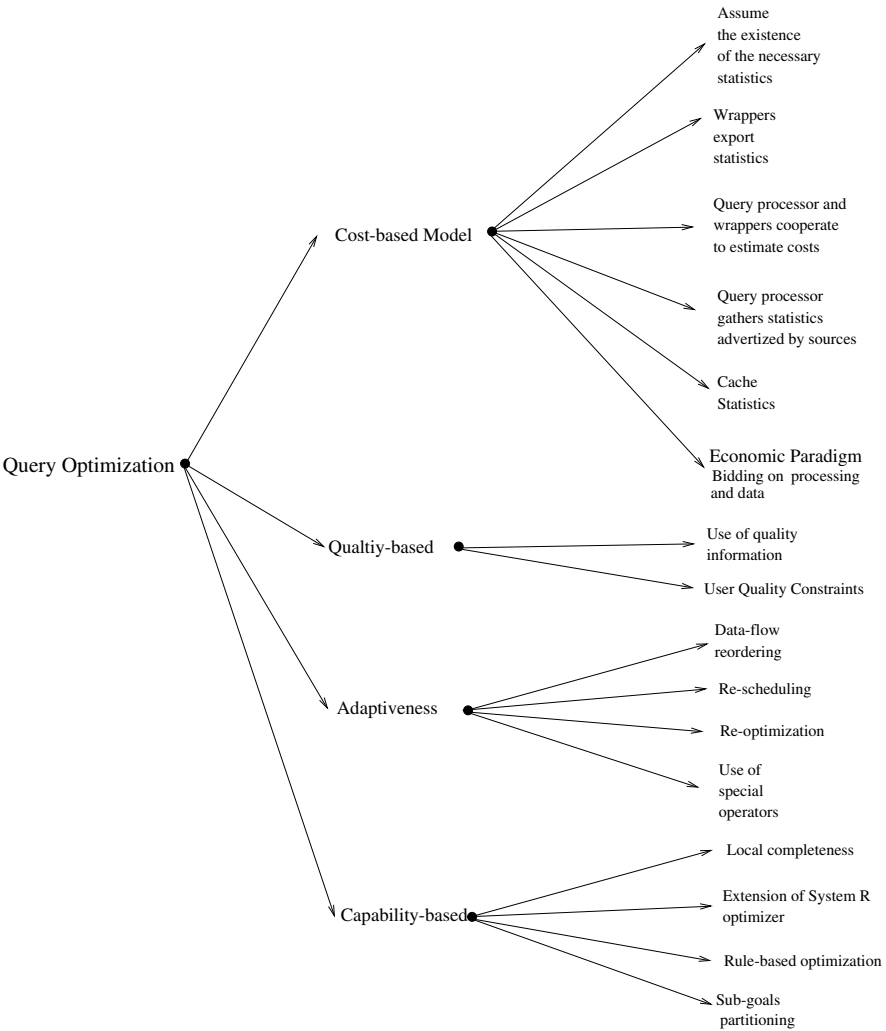 Assume
the existence
of the necessary
statistics
Wrappers
export
statistics
Query processor and
wrappers cooperate
to estimate costs
Cost-based Model
Query processor
gathers statistics
advertized by sources
Cache
Statistics
Economic Paradigm
Bidding on processing
and data
Query Optimization
Qualtiy-based
Use of quality
information
User Quality Constraints
Data-flow
reordering
Re-scheduling
Adaptiveness
Re-optimization
Use of
special
operators
Local completeness
Extension of System R
optimizer
Capability-based
Rule-based optimization
Sub-goals
partitioning